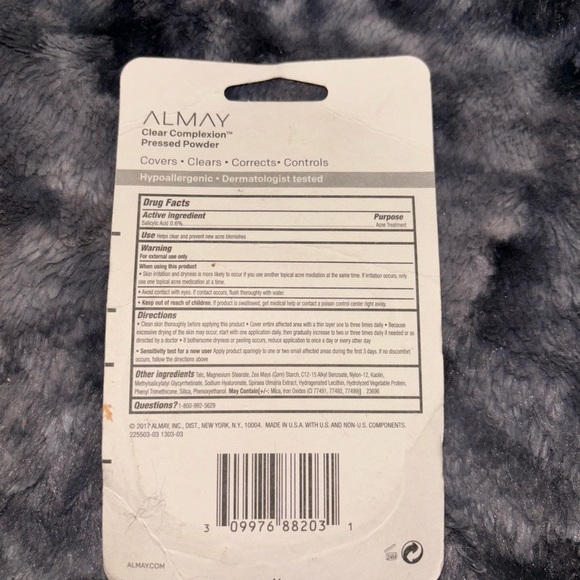 ALMAY
Clear Complexion™
Pressed Powder
Covers • Clears • Corrects • Controls
Hypoallergenic • Dermatologist tested
Drug Facts
Active ingredient Purpose
Salicylic Acid 0.6% Acne Treatment
Use Helps clear and prevent new acne blemishes
Warning
For external use only
When using this product
• Skin irritation and dryness is more likely to occur if you use another topical acne medication at the same time. If irritation occurs, only
use one topical acne medication at a time.
• Avoid contact with eyes. If contact occurs, flush thoroughly with water.
• Keep out of reach of children. If product is swallowed, get medical help or contact a poison control center right away.
Directions
• Clean skin thoroughly before applying this product • Cover entire affected area with a thin layer one to three times daily • Because
excessive drying of the skin may occur, start with one application daily, then gradually increase to two or three times daily if needed or as
directed by a doctor • If bothersome dryness or peeling occurs, reduce application to once a day or every other day
• Sensitivity test for a new user Apply product sparingly to one or two small affected areas during the first 3 days. If no discomfort
occurs, follow the directions above
Other ingredients Talc, Magnesium Stearate, Zea Mays (Corn) Starch, C12-15 Alkyl Benzoate, Nylon-12, Kaolin,
Methylsilanol/Glycyrrhetinate, Sodium Hyaluronate, Spiraea Ulmaria Extract, Hydrogenated Lecithin, Hydrolyzed Vegetable Protein,
Phenyl Trimethicone, Silica, Phenoxyethanol. May Contain[+/-: Mica, Iron Oxides (CI 77491, 77492, 77499)] . 23696
Questions? 1-800-992-5629
© 2017 ALMAY, INC., DIST., NEW YORK, N.Y., 10004. MADE IN U.S.A. WITH U.S. AND NON-U.S. COMPONENTS.
225503-03 1303-03
3 09976 88203 1
24M
ALMAY.COM